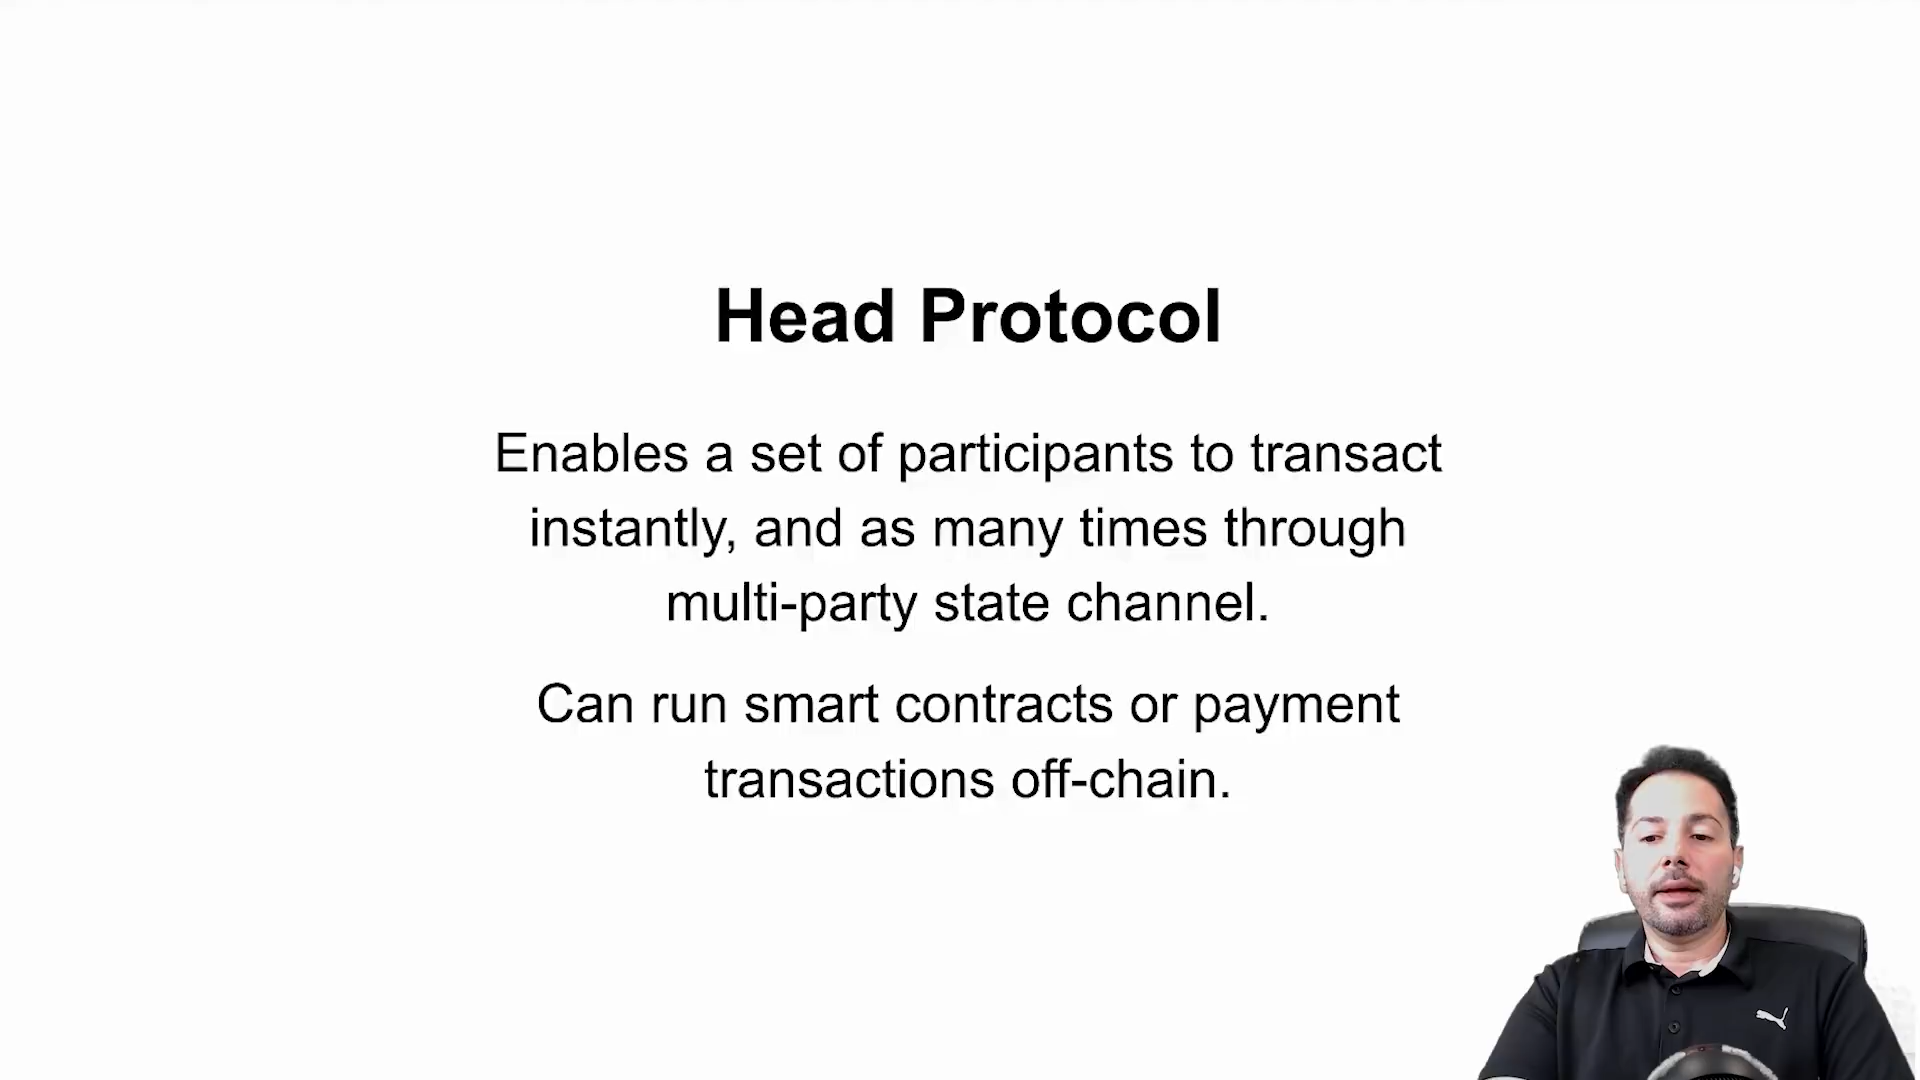 Head Protocol
Enables a set of participants to transact
instantly, and as many times through
multi-party state channel.
Can run smart contracts or payment
transactions off-chain.